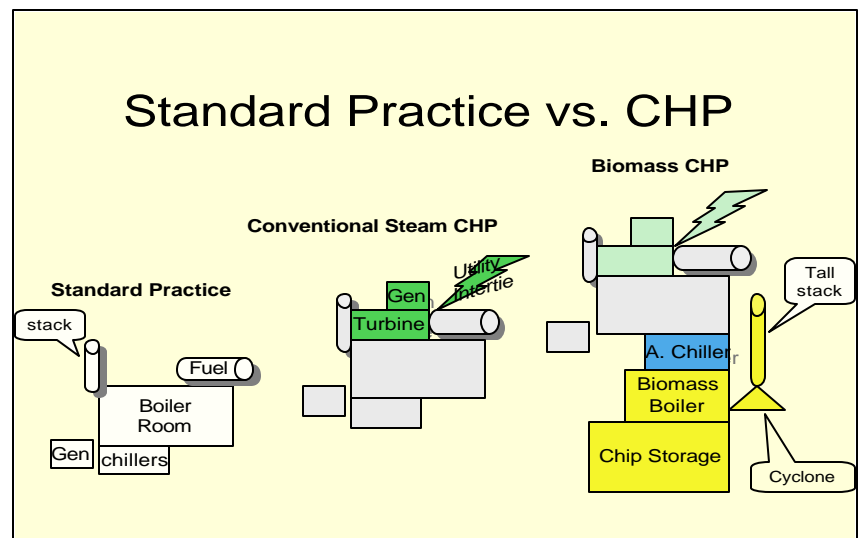 Standard Practice vs. CHP
Biomass CHP
Conventional Steam CHP
Standard Practice
stack
Fuel
Boiler
Room
Gen
chillers
Utility
Intertie
Gen
Turbine
Tall
stack
A. Chiller
Biomass
Boiler
Chip Storage
Cyclone